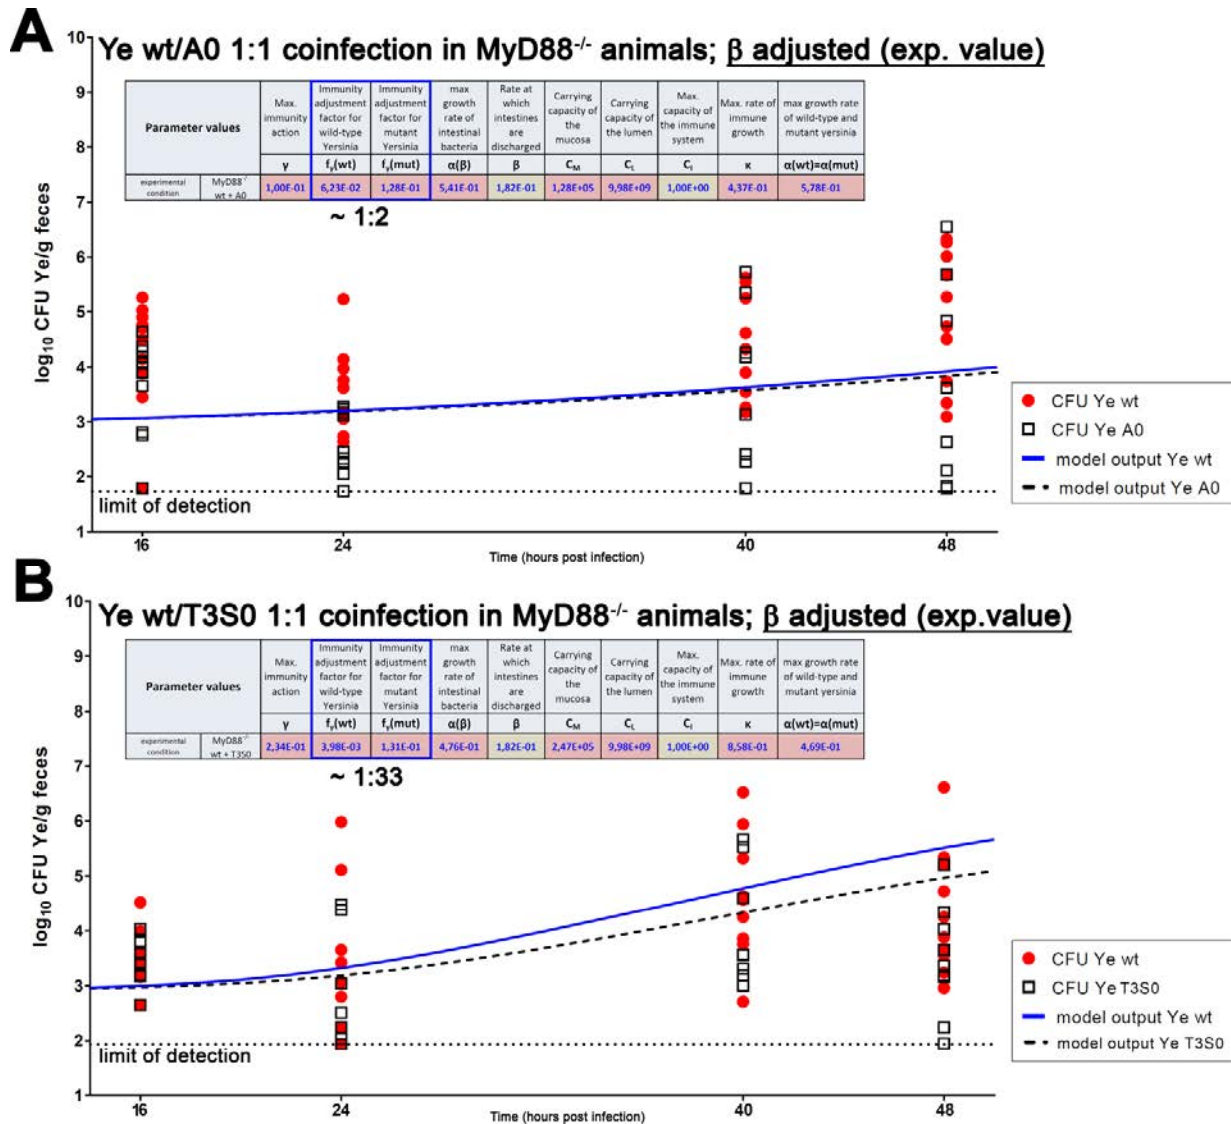 A
Ye wt/A0 1:1 coinfection in MyD88-/- animals; β adjusted (exp. value)
Parameter values
Max. immunity action
Immunity adjustment factor for wild-type Yersinia
Immunity adjustment factor for mutant Yersinia
max growth rate of intestinal bacteria
Rate at which intestines are discharged
Carrying capacity of the mucosa
Carrying capacity of the lumen
Max. capacity of the immune system
Max. rate of immune growth
max growth rate of wild-type and mutant yersinia
γ fγ(wt) fγ(mut) α(β) β CM CL CI κ α(wt)=α(mut)
experimental condition
MyD88-/- wt + A0
1,00E-01 6,23E-02 1,28E-01 5,41E-01 1,82E-01 1,28E+05 9,98E+09 1,00E+00 4,37E-01 5,78E-01
~ 1:2
log10 CFU Ye/g feces
10
9
8
7
6
5
4
3
2
1
limit of detection
16 24 40 48
Time (hours post infection)
CFU Ye wt
CFU Ye A0
model output Ye wt
model output Ye A0
B
Ye wt/T3S0 1:1 coinfection in MyD88-/- animals; β adjusted (exp.value)
Parameter values
Max. immunity action
Immunity adjustment factor for wild-type Yersinia
Immunity adjustment factor for mutant Yersinia
max growth rate of intestinal bacteria
Rate at which intestines are discharged
Carrying capacity of the mucosa
Carrying capacity of the lumen
Max. capacity of the immune system
Max. rate of immune growth
max growth rate of wild-type and mutant yersinia
γ fγ(wt) fγ(mut) α(β) β CM CL CI κ α(wt)=α(mut)
experimental condition
MyD88-/- wt + T3S0
2,34E-01 3,98E-03 1,31E-01 4,76E-01 1,82E-01 2,47E+05 9,98E+09 1,00E+00 8,58E-01 4,69E-01
~ 1:33
log10 CFU Ye/g feces
10
9
8
7
6
5
4
3
2
1
limit of detection
16 24 40 48
Time (hours post infection)
CFU Ye wt
CFU Ye T3S0
model output Ye wt
model output Ye T3S0